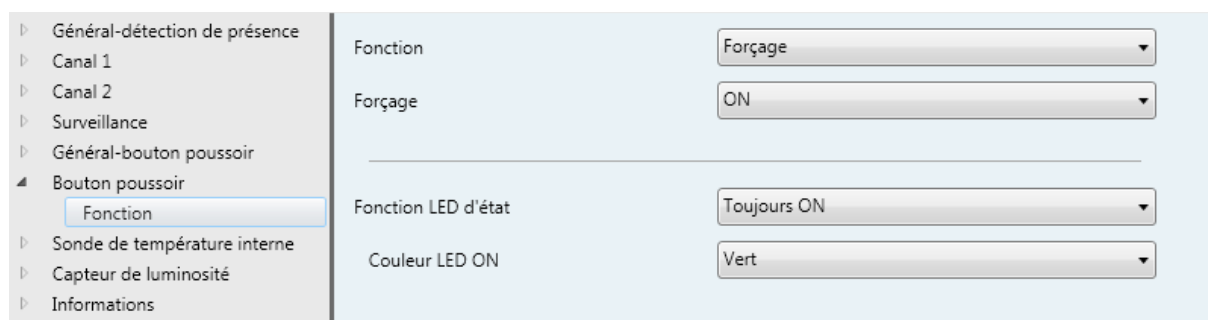 Général-détection de présence
Canal 1
Canal 2
Surveillance
Général-bouton poussoir
Bouton poussoir
Fonction
Sonde de température interne
Capteur de luminosité
Informations
Fonction Forçage
Forçage ON
Fonction LED d'état Toujours ON
Couleur LED ON Vert